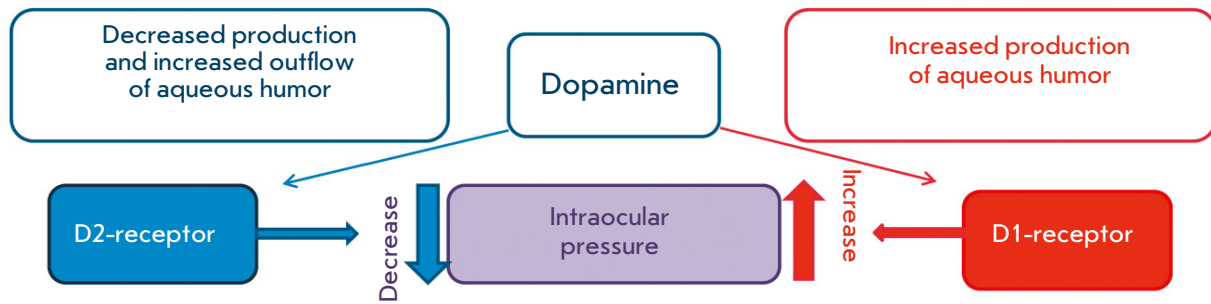 Decreased production
and increased outflow
of aqueous humor
Dopamine
Increased production
of aqueous humor
D2-receptor
Decrease
Intraocular
pressure
Increase
D1-receptor